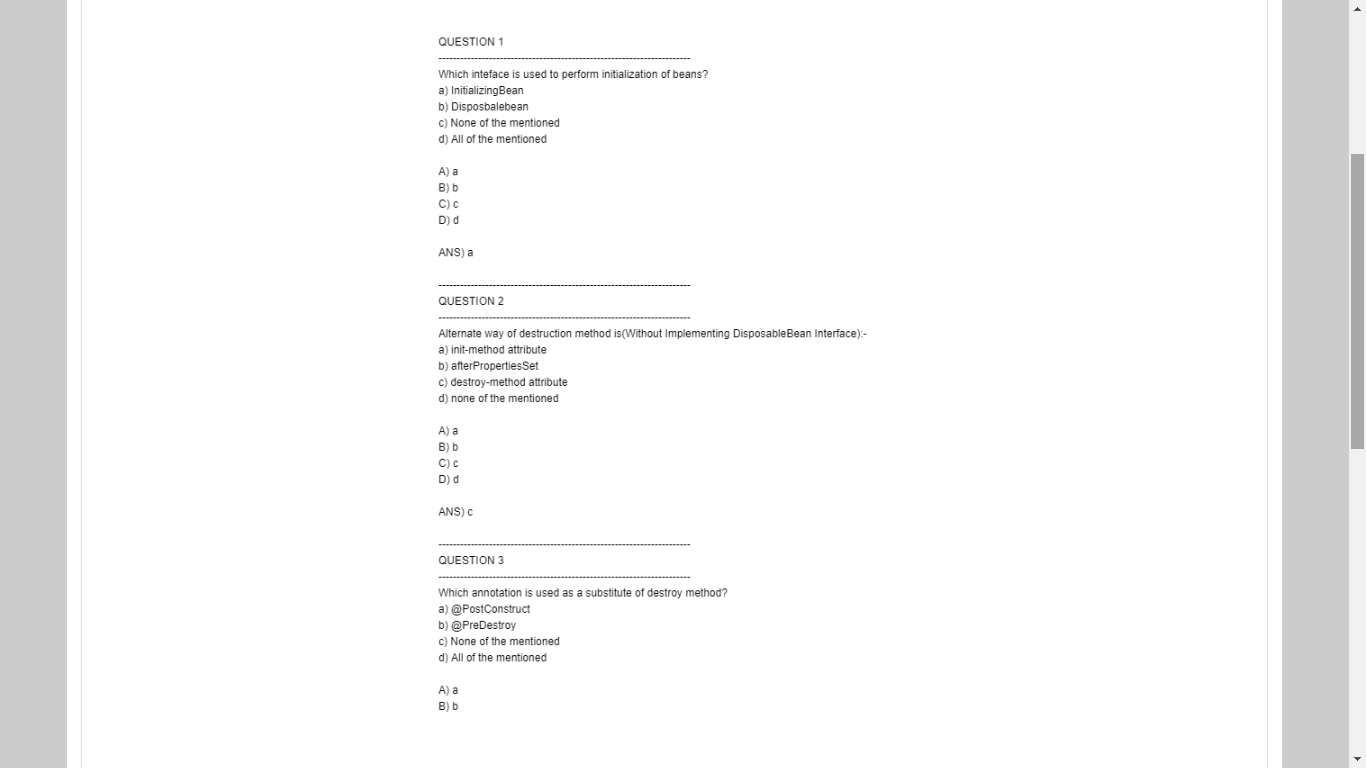 QUESTION 1
----------------------------------------------------------------------
Which inteface is used to perform initialization of beans?
a) InitializingBean
b) Disposbalebean
c) None of the mentioned
d) All of the mentioned
A) a
B) b
C) c
D) d
ANS) a
----------------------------------------------------------------------
QUESTION 2
----------------------------------------------------------------------
Alternate way of destruction method is(Without Implementing DisposableBean Interface):-
a) init-method attribute
b) afterPropertiesSet
c) destroy-method attribute
d) none of the mentioned
A) a
B) b
C) c
D) d
ANS) c
----------------------------------------------------------------------
QUESTION 3
----------------------------------------------------------------------
Which annotation is used as a substitute of destroy method?
a) @PostConstruct
b) @PreDestroy
c) None of the mentioned
d) All of the mentioned
A) a
B) b